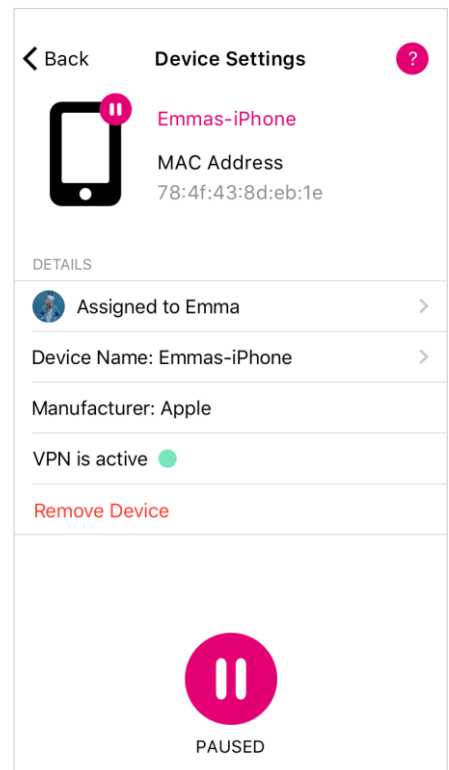 Back
Device Settings
?
Emmas-iPhone
MAC Address
78:4f:43:8d:eb:1e
DETAILS
Assigned to Emma
Device Name: Emmas-iPhone
Manufacturer: Apple
VPN is active
Remove Device
PAUSED